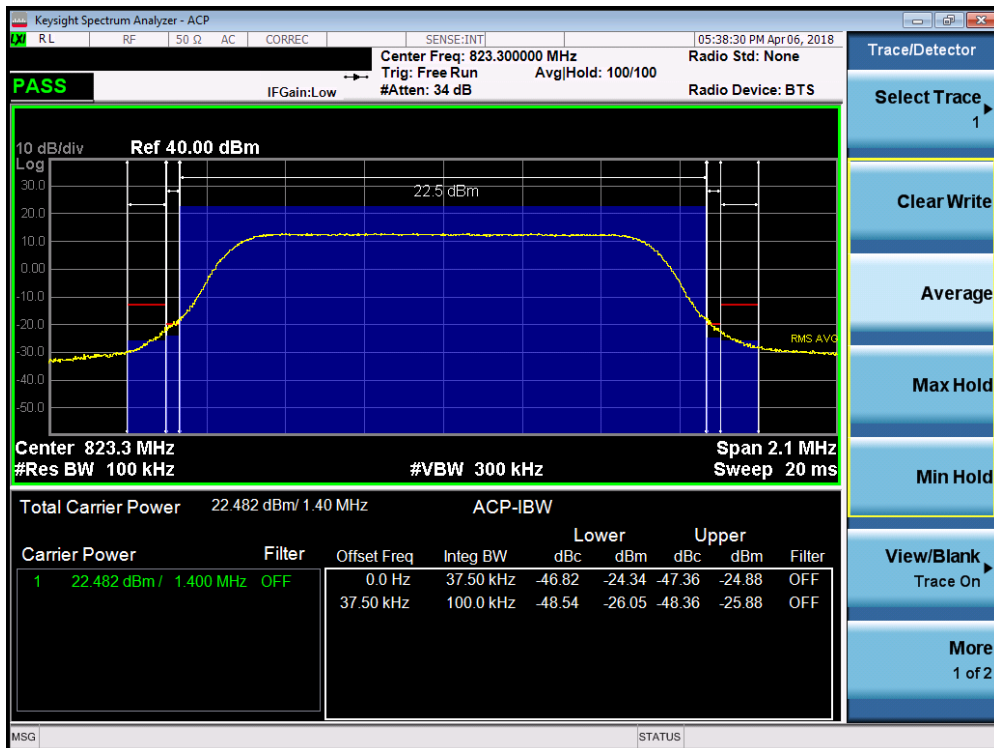 Keysight Spectrum Analyzer - ACP
LXI RL RF 50 Ω AC CORREC SENSE:INT 05:38:30 PM Apr 06, 2018
Center Freq: 823.300000 MHz Radio Std: None
Trig: Free Run Avg|Hold: 100/100
PASS IFGain:Low #Atten: 34 dB Radio Device: BTS
10 dB/div Ref 40.00 dBm
Log
30.0
22.5 dBm
20.0
10.0
0.00
-10.0
-20.0
RMS AVG
-30.0
-40.0
-50.0
Center 823.3 MHz Span 2.1 MHz
#Res BW 100 kHz #VBW 300 kHz Sweep 20 ms
Total Carrier Power 22.482 dBm/ 1.40 MHz ACP-IBW
Lower Upper
Carrier Power Filter Offset Freq Integ BW dBc dBm dBc dBm Filter
1 22.482 dBm / 1.400 MHz OFF 0.0 Hz 37.50 kHz -46.82 -24.34 -47.36 -24.88 OFF
37.50 kHz 100.0 kHz -48.54 -26.05 -48.36 -25.88 OFF
MSG STATUS
Trace/Detector
Select Trace
1
Clear Write
Average
Max Hold
Min Hold
View/Blank
Trace On
More
1 of 2